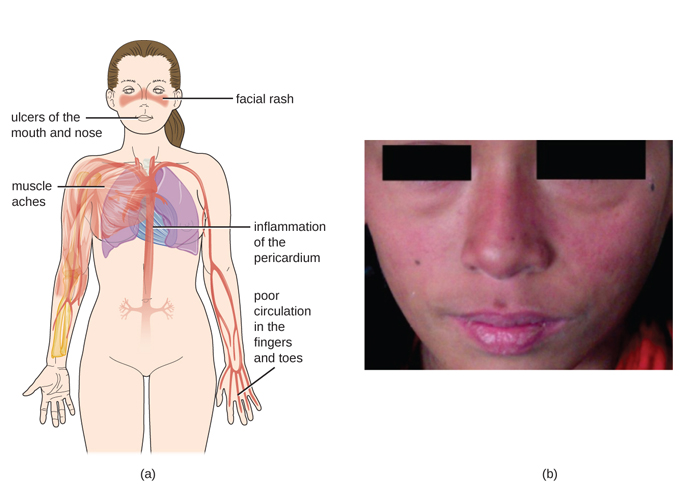 facial rash
ulcers of the
mouth and nose
muscle
aches
inflammation
of the
pericardium
poor
circulation
in the
fingers
and toes
(a)
(b)